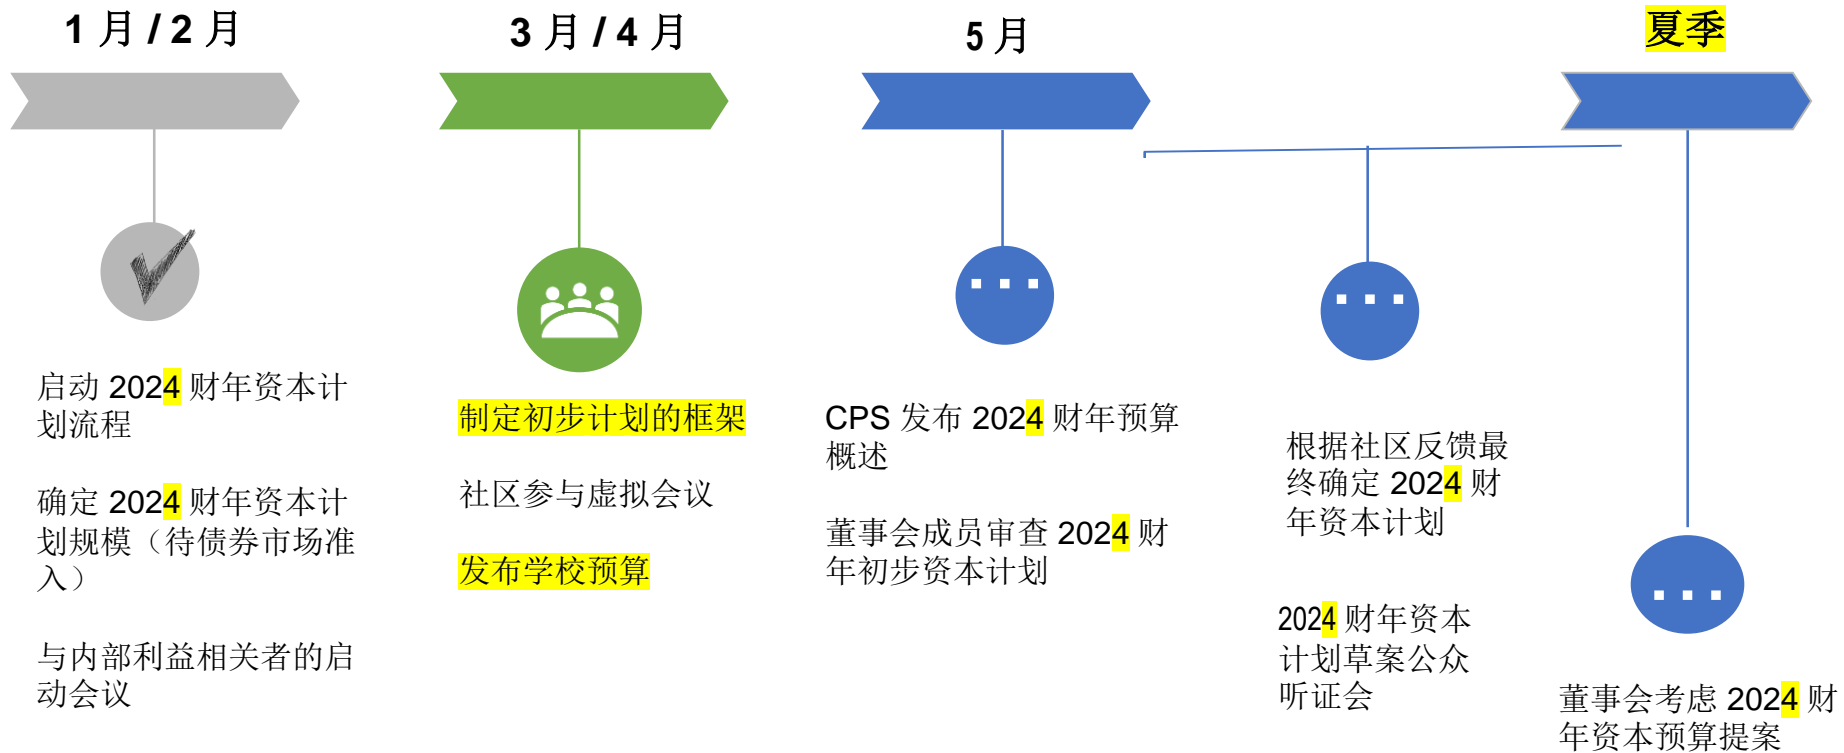 1 月 / 2 月
3 月 / 4 月
5 月
夏季
启动 2024 财年资本计
划流程
确定 2024 财年资本计
划规模（待债券市场准
入）
与内部利益相关者的启
动会议
制定初步计划的框架
社区参与虚拟会议
发布学校预算
CPS 发布 2024 财年预算
概述
董事会成员审查 2024 财
年初步资本计划
根据社区反馈最
终确定 2024 财
年资本计划
2024 财年资本
计划草案公众
听证会
董事会考虑 2024 财
年资本预算提案